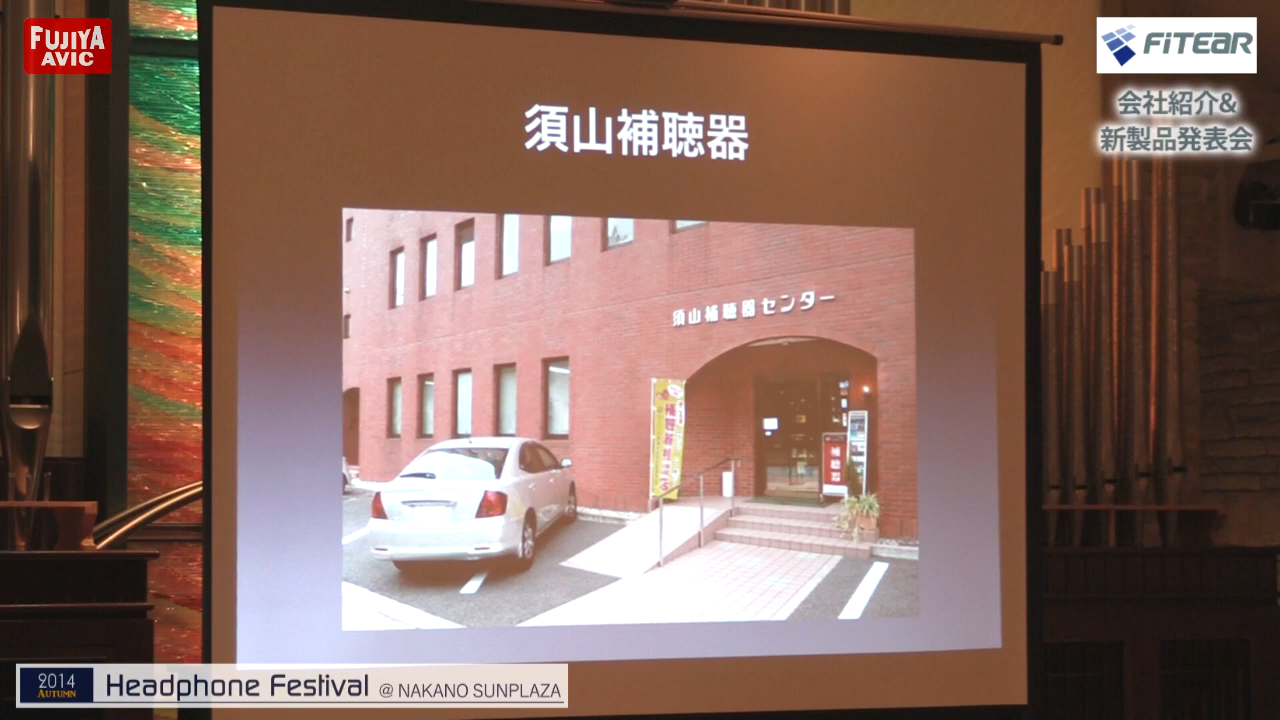 FUJIYA
AVIC
FITEAR
会社紹介&
新製品発表会
須山補聴器
須山補聴器センター
補聴器
2014
AUTUMN
Headphone Festival @ NAKANO SUNPLAZA